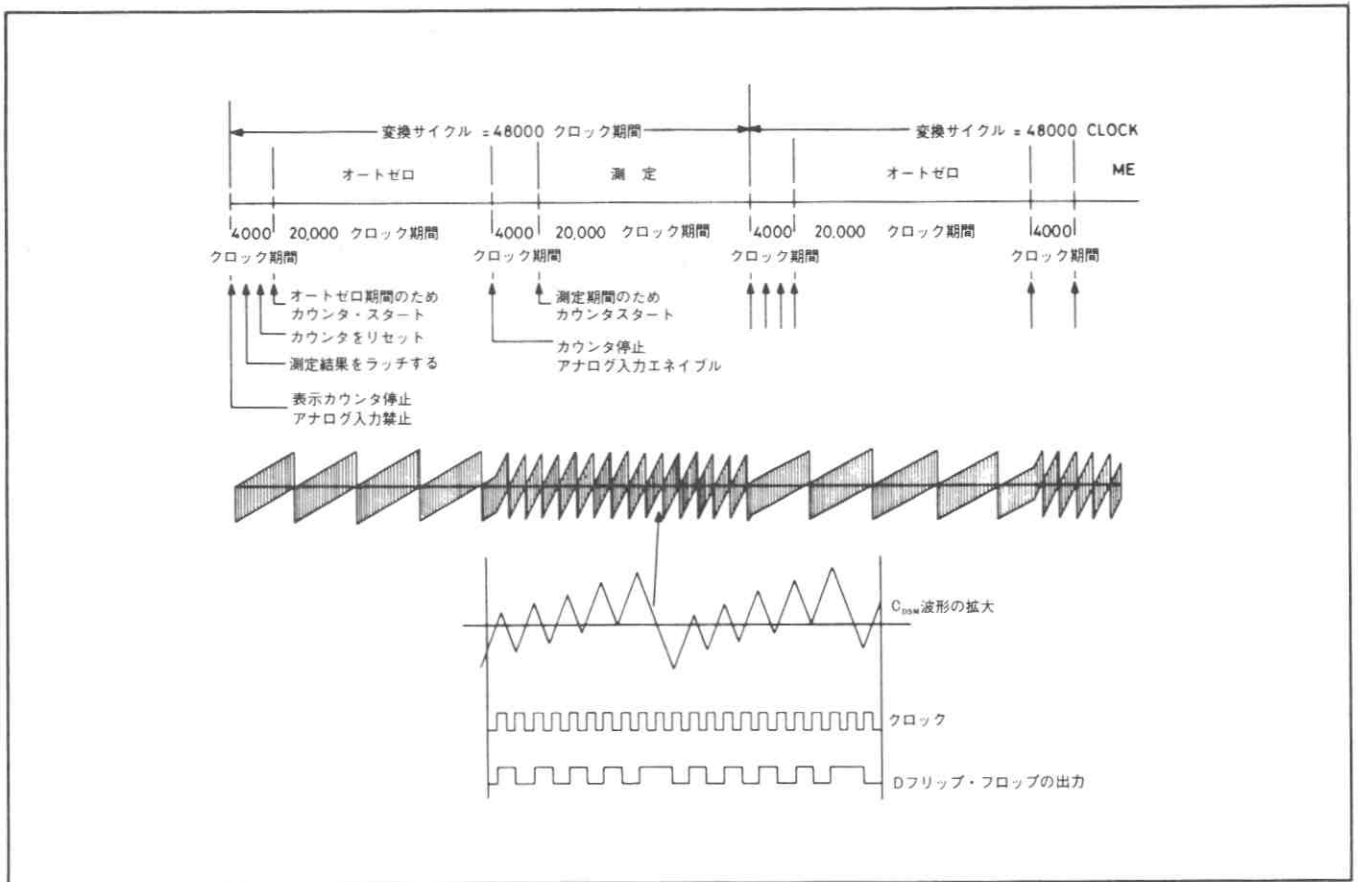 変換サイクル = 48000 クロック期間
変換サイクル = 48000 CLOCK
オートゼロ
測 定
オートゼロ
ME
4000
20,000 クロック期間
4000
20,000 クロック期間
4000
20,000 クロック期間
4000
クロック期間
クロック期間
クロック期間
クロック期間
オートゼロ期間のため
カウンタ・スタート
カウンタをリセット
測定結果をラッチする
表示カウンタ停止
アナログ入力禁止
測定期間のため
カウンタスタート
カウンタ停止
アナログ入力エネイブル
CDSM波形の拡大
クロック
Dフリップ・フロップの出力